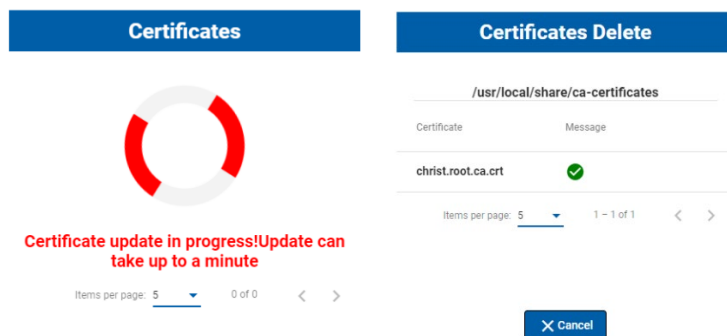 Certificates
Certificate update in progress!Update can
take up to a minute
Items per page: 5
0 of 0
Certificates Delete
/usr/local/share/ca-certificates
Certificate Message
christ.root.ca.crt
Items per page: 5
1 – 1 of 1
Cancel